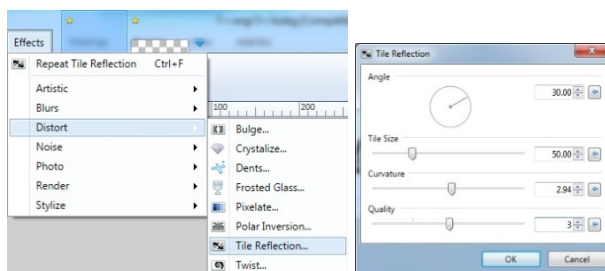 Effects
Repeat Tile Reflection Ctrl+F
Artistic
Blurs
Distort
Noise
Photo
Render
Stylize
100 200
Bulge...
Crystalize...
Dents...
Frosted Glass...
Pixelate...
Polar Inversion...
Tile Reflection...
Twist...
Tile Reflection
Angle
30.00
Tile Size
50.00
Curvature
2.94
Quality
3
OK Cancel